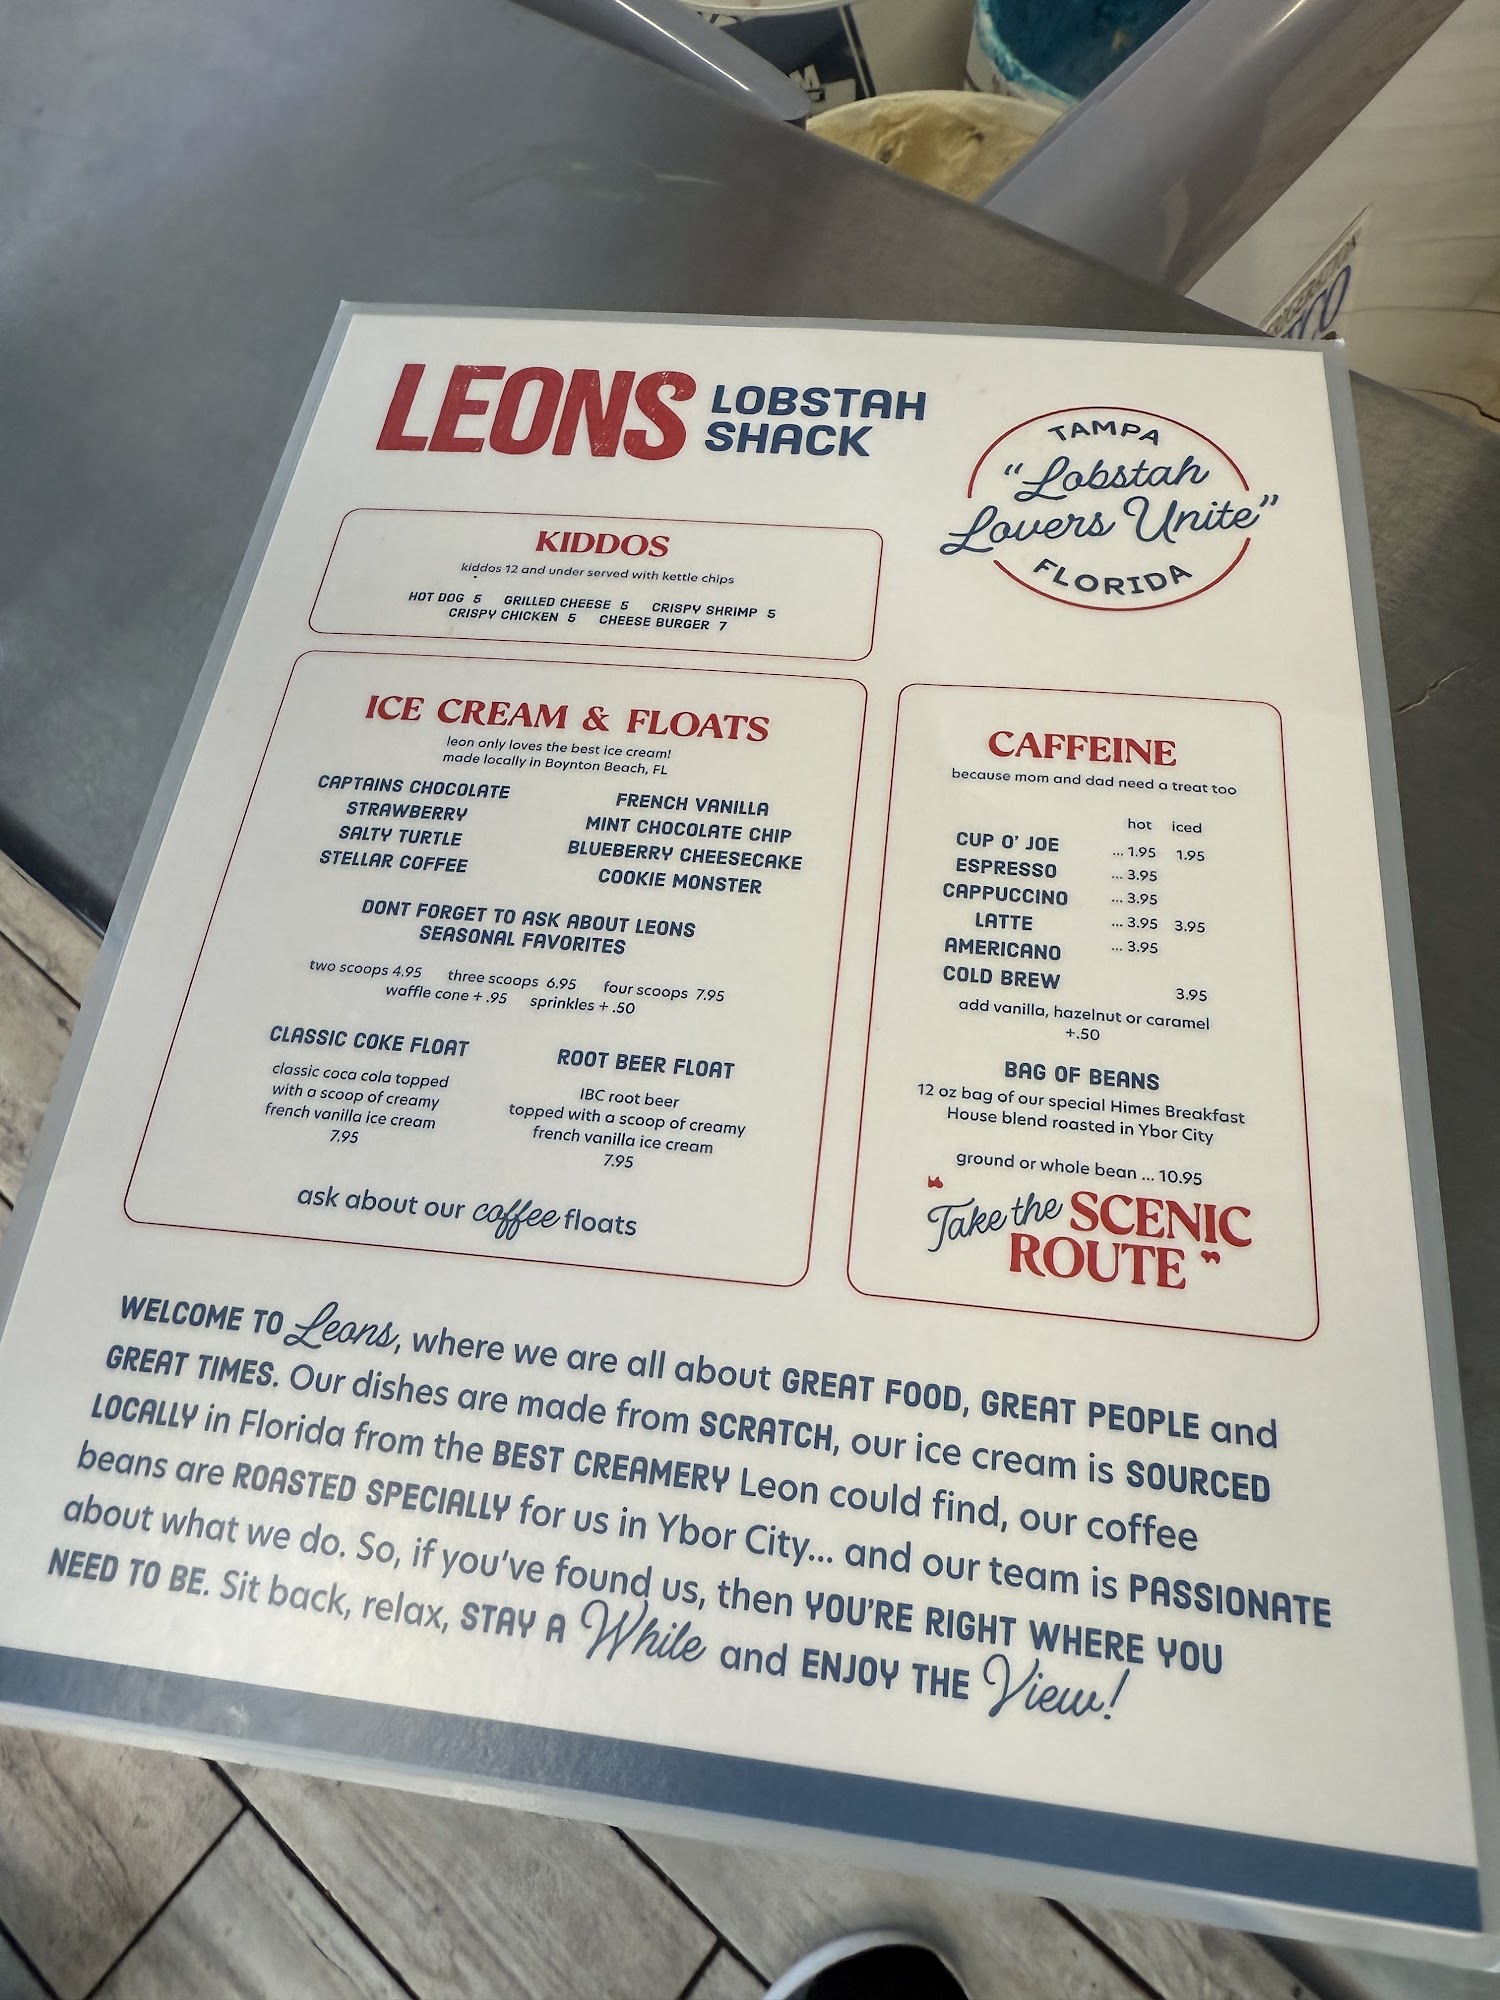 LEONS LOBSTAH
SHACK
TAMPA
“Lobstah
Lovers Unite”
FLORIDA
KIDDOS
kiddos 12 and under served with kettle chips
HOT DOG 5 GRILLED CHEESE 5 CRISPY SHRIMP 5
CRISPY CHICKEN 5 CHEESE BURGER 7
ICE CREAM & FLOATS
leon only loves the best ice cream!
made locally in Boynton Beach, FL
CAPTAINS CHOCOLATE
STRAWBERRY
SALTY TURTLE
STELLAR COFFEE
FRENCH VANILLA
MINT CHOCOLATE CHIP
BLUEBERRY CHEESECAKE
COOKIE MONSTER
DONT FORGET TO ASK ABOUT LEONS
SEASONAL FAVORITES
two scoops 4.95 three scoops 6.95 four scoops 7.95
waffle cone + .95 sprinkles + .50
CLASSIC COKE FLOAT
classic coca cola topped
with a scoop of creamy
french vanilla ice cream
7.95
ROOT BEER FLOAT
IBC root beer
topped with a scoop of creamy
french vanilla ice cream
7.95
ask about our coffee floats
CAFFEINE
because mom and dad need a treat too
hot iced
CUP O' JOE ... 1.95 1.95
ESPRESSO ... 3.95
CAPPUCCINO ... 3.95
LATTE ... 3.95 3.95
AMERICANO ... 3.95
COLD BREW 3.95
add vanilla, hazelnut or caramel
+.50
BAG OF BEANS
12 oz bag of our special Himes Breakfast
House blend roasted in Ybor City
ground or whole bean ... 10.95
“Take the SCENIC
ROUTE”
WELCOME TO Leons, where we are all about GREAT FOOD, GREAT PEOPLE and
GREAT TIMES. Our dishes are made from SCRATCH, our ice cream is SOURCED
LOCALLY in Florida from the BEST CREAMERY Leon could find, our coffee
beans are ROASTED SPECIALLY for us in Ybor City... and our team is PASSIONATE
about what we do. So, if you've found us, then YOU'RE RIGHT WHERE YOU
NEED TO BE. Sit back, relax, STAY A While and ENJOY THE View!